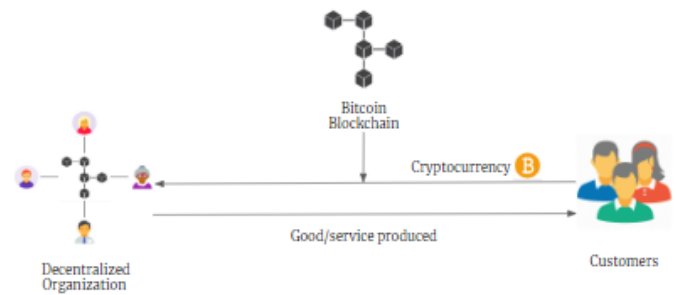 Bitcoin
Blockchain
Cryptocurrency ₿
Good/service produced
Decentralized
Organization
Customers